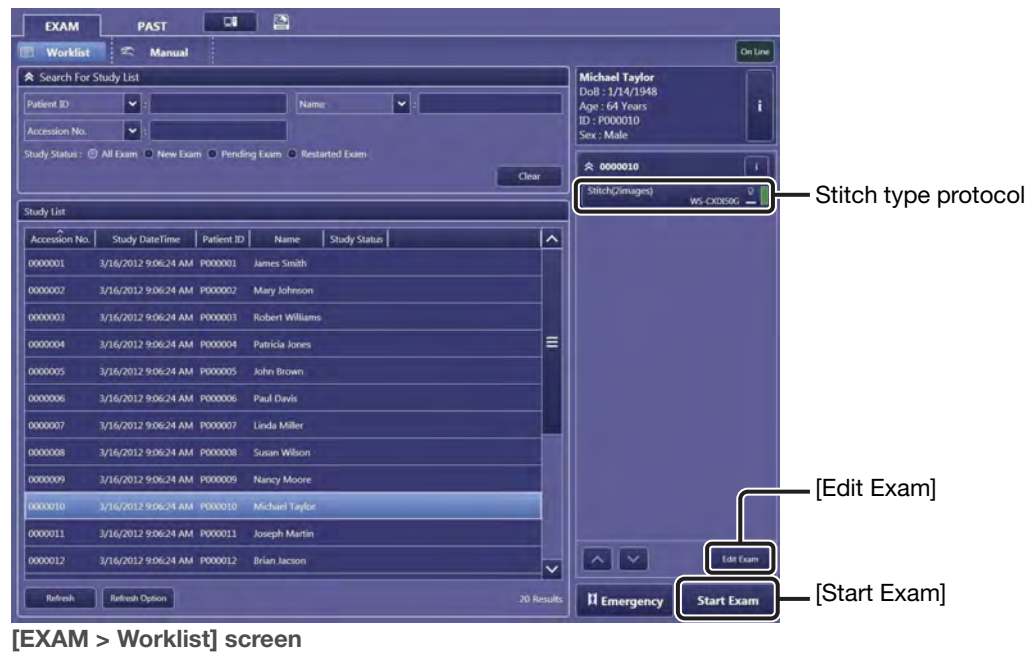 EXAM PAST
Worklist Manual On Line
Search For Study List
Patient ID : Name :
Accession No. :
Study Status : All Exam New Exam Pending Exam Restarted Exam
Clear
Study List
Accession No. Study DateTime Patient ID Name Study Status
0000001 3/16/2012 9:06:24 AM P000001 James Smith
0000002 3/16/2012 9:06:24 AM P000002 Mary Johnson
0000003 3/16/2012 9:06:24 AM P000003 Robert Williams
0000004 3/16/2012 9:06:24 AM P000004 Patricia Jones
0000005 3/16/2012 9:06:24 AM P000005 John Brown
0000006 3/16/2012 9:06:24 AM P000006 Paul Davis
0000007 3/16/2012 9:06:24 AM P000007 Linda Miller
0000008 3/16/2012 9:06:24 AM P000008 Susan Wilson
0000009 3/16/2012 9:06:24 AM P000009 Nancy Moore
0000010 3/16/2012 9:06:24 AM P000010 Michael Taylor
0000011 3/16/2012 9:06:24 AM P000011 Joseph Martin
0000012 3/16/2012 9:06:24 AM P000012 Brian Jacson
Refresh Refresh Option 20 Results
Michael Taylor
DoB : 1/14/1948
Age : 64 Years
ID : P000010
Sex : Male
i
0000010 i
Stitch(2images)
WS-CXDI50G
Edit Exam
Emergency Start Exam
Stitch type protocol
[Edit Exam]
[Start Exam]
[EXAM > Worklist] screen